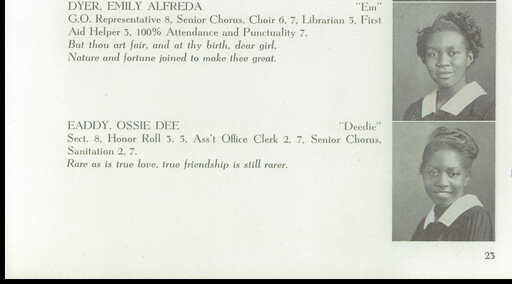 DYER, EMILY ALFREDA "Em"
G.O. Representative 8, Senior Chorus, Choir 6, 7, Librarian 3, First
Aid Helper 3, 100% Attendance and Punctuality 7.
But thou art fair, and at thy birth, dear girl,
Nature and fortune joined to make thee great.
EADDY, OSSIE DEE "Deedie"
Sect. 8, Honor Roll 3, 5, Ass't Office Clerk 2, 7, Senior Chorus,
Sanitation 2, 7.
Rare as is true love, true friendship is still rarer.
23